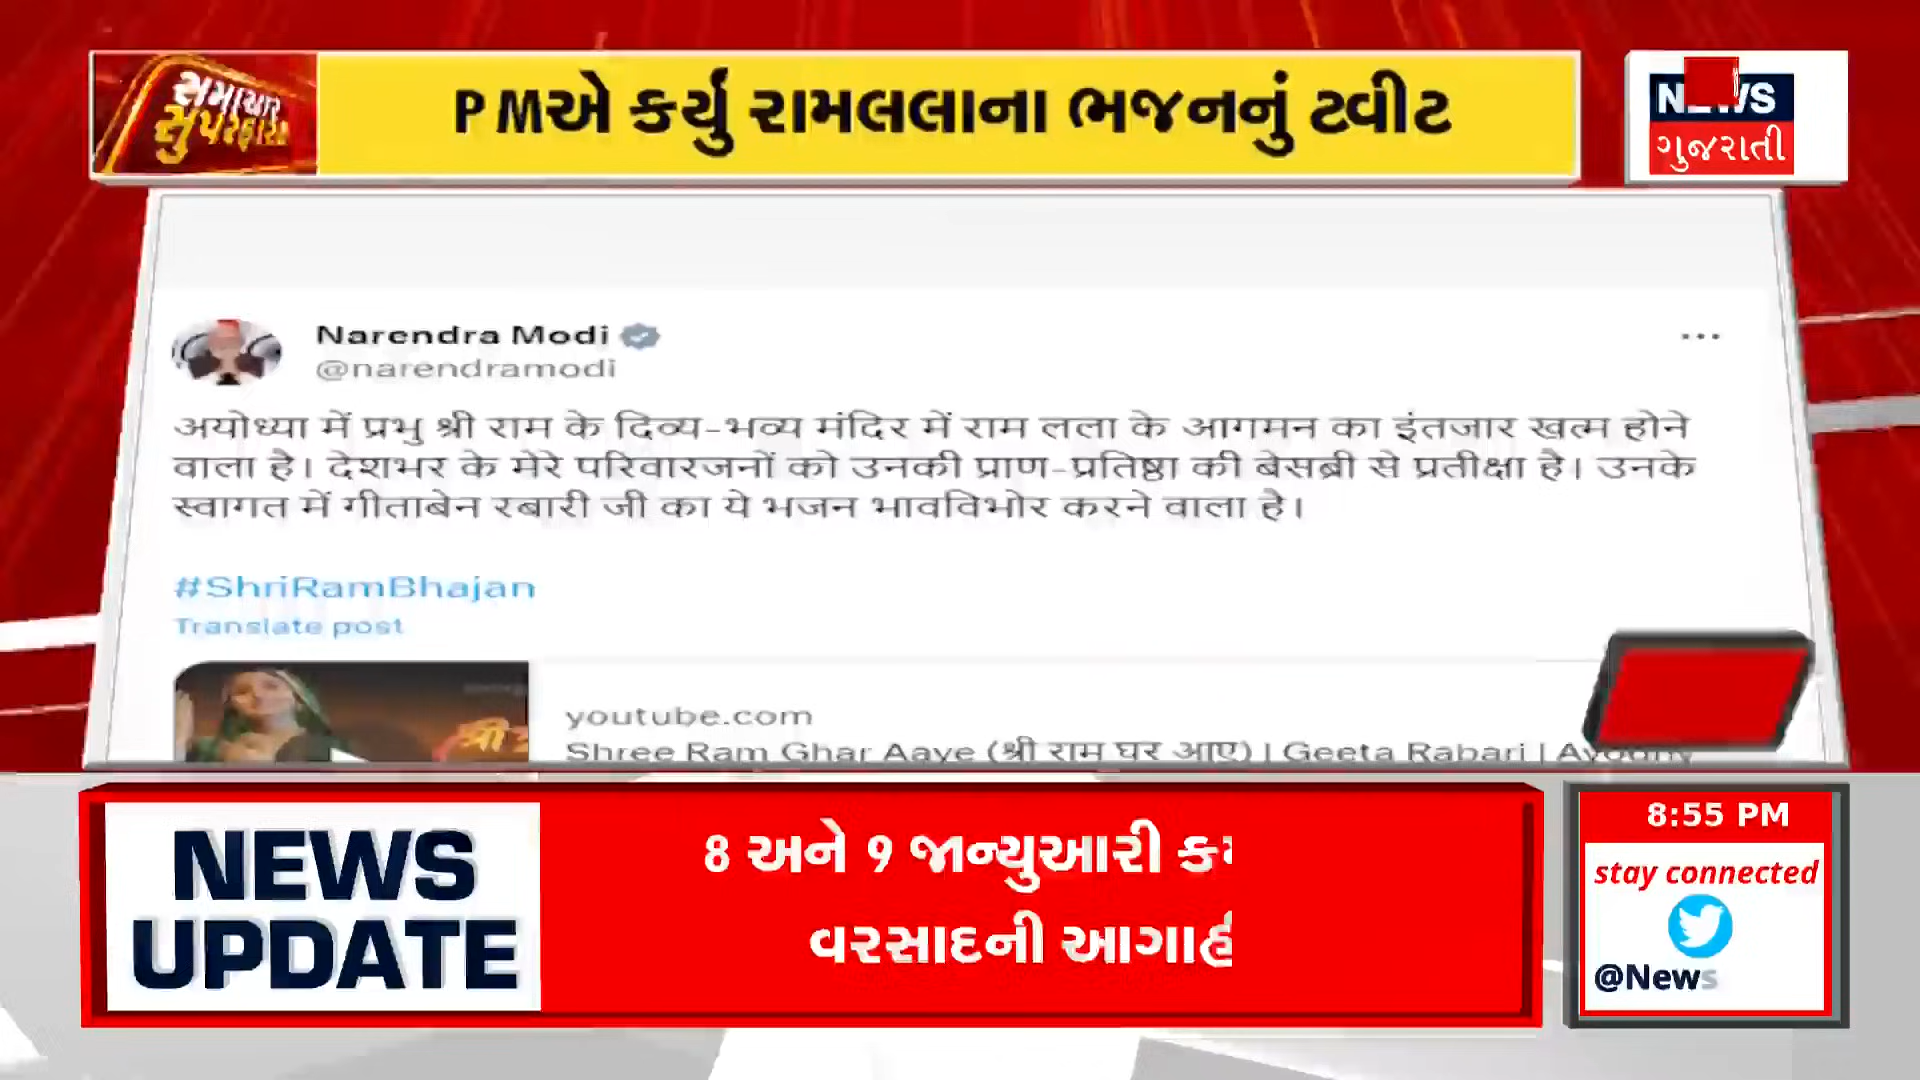 સમાચાર
સુપરફાસ્ટ
PMએ કર્યું રામલલાના ભજનનું ટ્વીટ
NEWS
ગુજરાતી
Narendra Modi
@narendramodi
...
अयोध्या में प्रभु श्री राम के दिव्य-भव्य मंदिर में राम लला के आगमन का इंतजार खत्म होने
वाला है। देशभर के मेरे परिवारजनों को उनकी प्राण-प्रतिष्ठा की बेसब्री से प्रतीक्षा है। उनके
स्वागत में गीताबेन रबारी जी का ये भजन भावविभोर करने वाला है।
#ShriRamBhajan
Translate post
श्री
youtube.com
Shree Ram Ghar Aaye (श्री राम घर आए) | Geeta Rabari |
NEWS
UPDATE
8 અને 9 જાન્યુઆરી
વરસાદની
8:55 PM
stay connected
@News